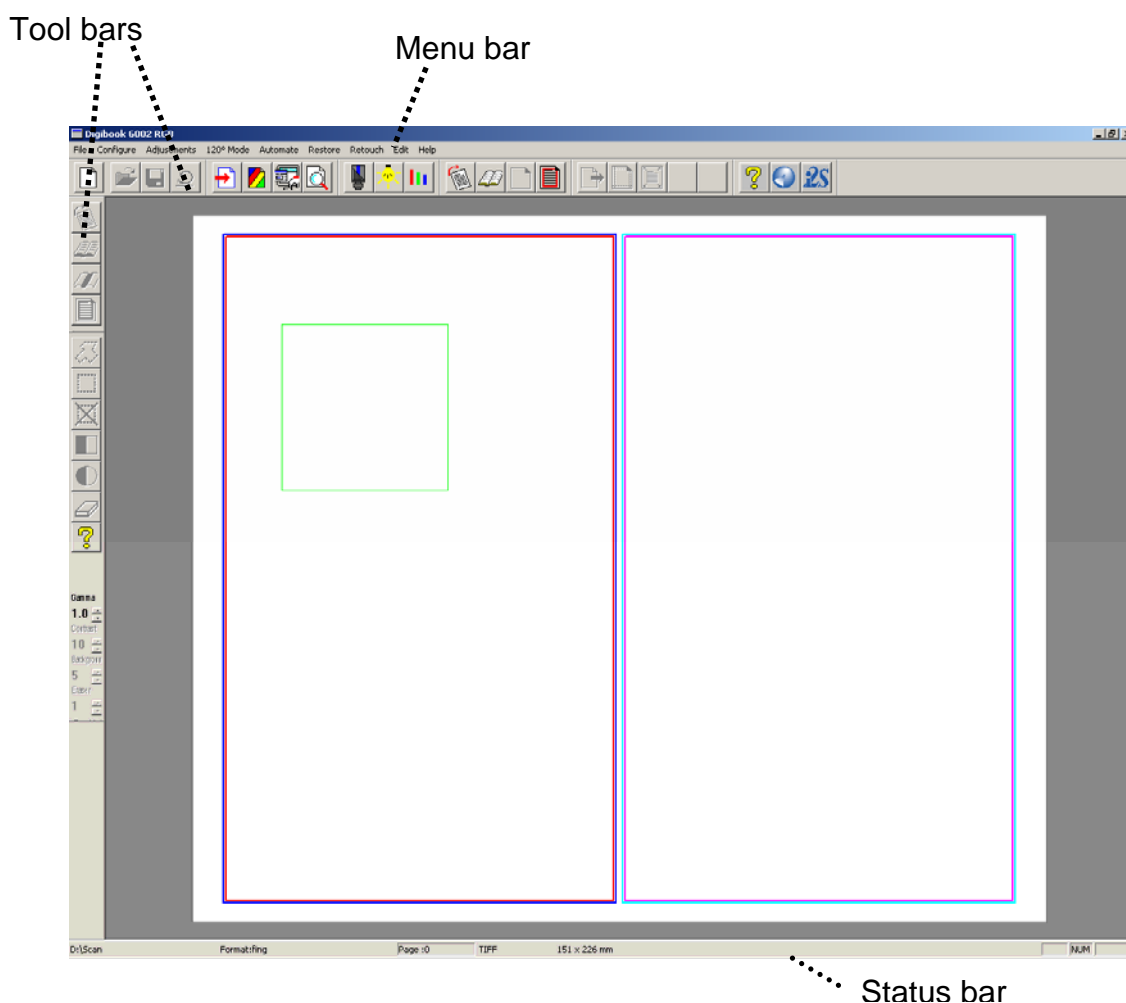 Tool bars
Menu bar
Digibook 6002 RGB
File Configure Adjustments 120° Mode Automate Restore Retouch Edit Help
i2S
Gamma
1.0
Contrast
10
5
Eraser
1
D:\Scan Format:fing Page :0 TIFF 151 x 226 mm NUM
Status bar